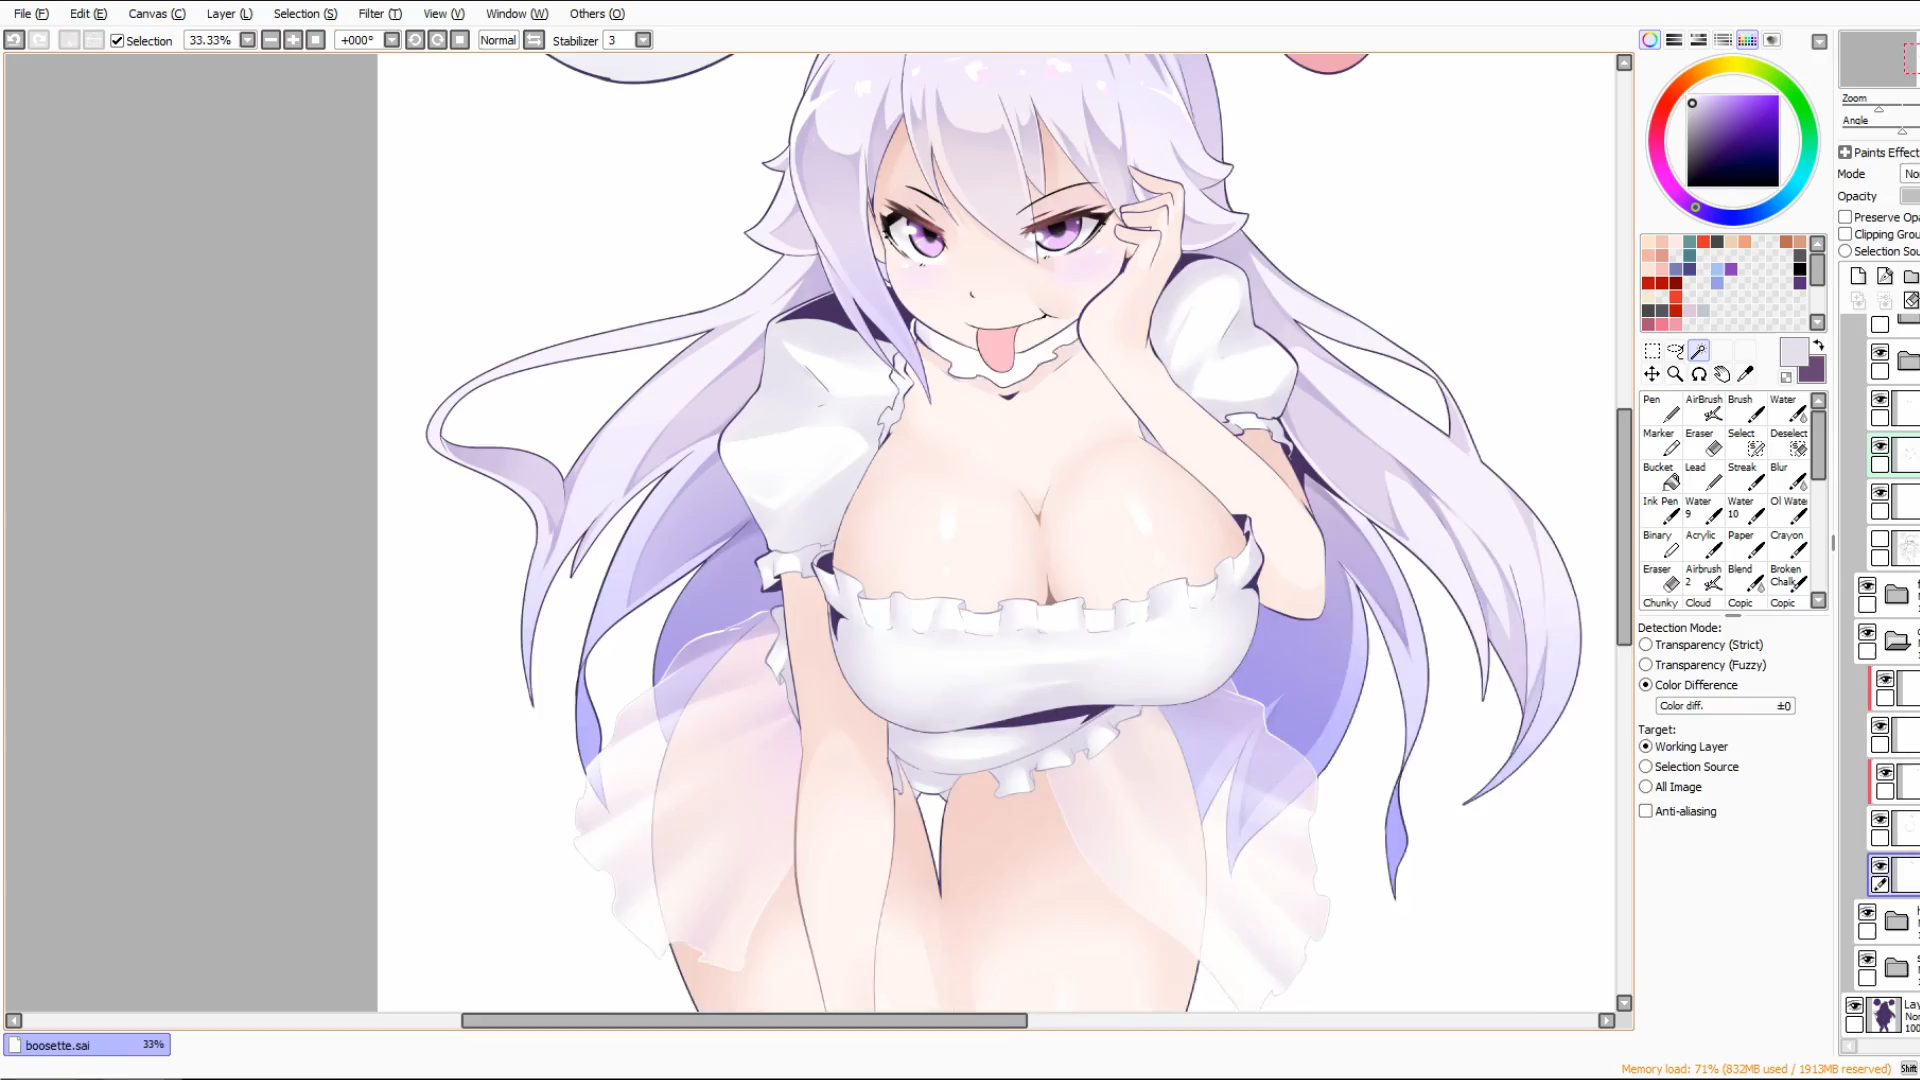 File (F) Edit (E) Canvas (C) Layer (L) Selection (S) Filter (T) View (V) Window (W) Others (O)
Selection 33.33% +000° Normal Stabilizer 3
Zoom
Angle
Paints Effect
Mode
Opacity
Preserve
Clipping
Selection
Pen AirBrush Brush Water
Marker Eraser Select Deselect
Bucket Lead Streak Blur
Ink Pen Water 9 Water 10 Ol Wate
Binary Acrylic Paper Crayon
Eraser Airbrush 2 Blend Broken Chalk
Chunky Cloud Copic Copic
Detection Mode:
Transparency (Strict)
Transparency (Fuzzy)
Color Difference
Color diff. ±0
Target:
Working Layer
Selection Source
All Image
Anti-aliasing
boosette.sai 33%
Memory load: 71% (832MB used / 1913MB reserved) Shift